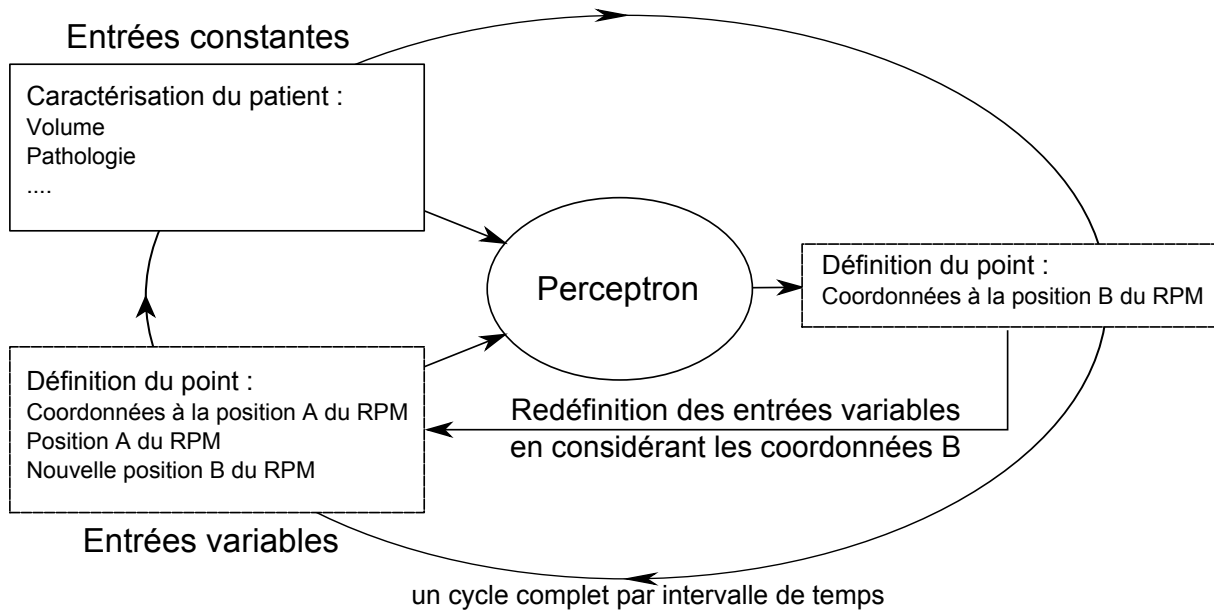 Entrées constantes
Caractérisation du patient :
Volume
Pathologie
....
Perceptron
Définition du point :
Coordonnées à la position B du RPM
Définition du point :
Coordonnées à la position A du RPM
Position A du RPM
Nouvelle position B du RPM
Redéfinition des entrées variables
en considérant les coordonnées B
Entrées variables
un cycle complet par intervalle de temps